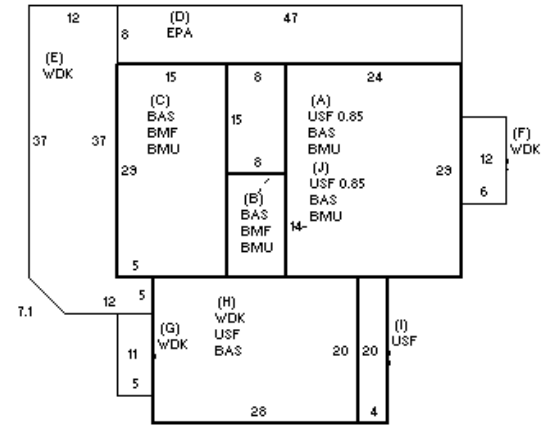 12
(D)
47
8
EPA
(E)
WDK
15
8
24
(C)
BAS
BMF
BMU
(A)
USF 0.85
BAS
BMU
15
37
37
29
8
(J)
USF 0.85
BAS
BMU
29
(F)
WDK
12
6
(B)
BAS
BMF
BMU
14
5
5
12
7.1
(H)
WDK
USF
BAS
(G)
WDK
11
5
20
20
(I)
USF
28
4